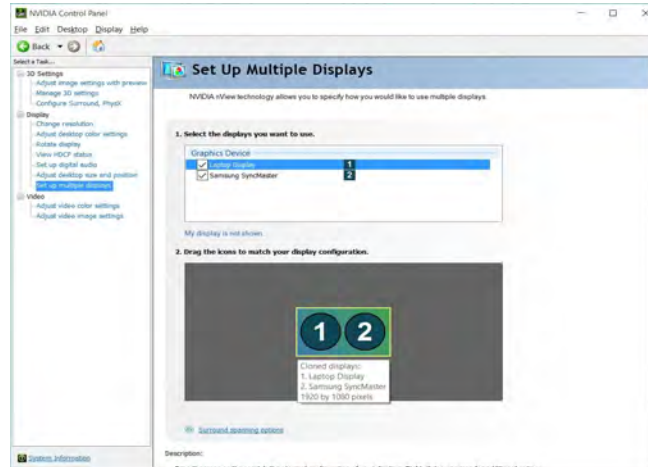 NVIDIA Control Panel
File Edit Desktop Display Help
Back
Select a Task...
3D Settings
Adjust image settings with preview
Manage 3D settings
Configure Surround, PhysX
Display
Change resolution
Adjust desktop color settings
Rotate display
View HDCP status
Set up digital audio
Adjust desktop size and position
Set up multiple displays
Video
Adjust video color settings
Adjust video image settings
System Information
Set Up Multiple Displays
NVIDIA nView technology allows you to specify how you would like to use multiple displays.
1. Select the displays you want to use.
Graphics Device
Laptop Display 1
Samsung SyncMaster 2
My display is not shown
2. Drag the icons to match your display configuration.
1 2
Cloned displays:
1. Laptop Display
2. Samsung SyncMaster
1920 by 1080 pixels
Surround spanning options
Description: